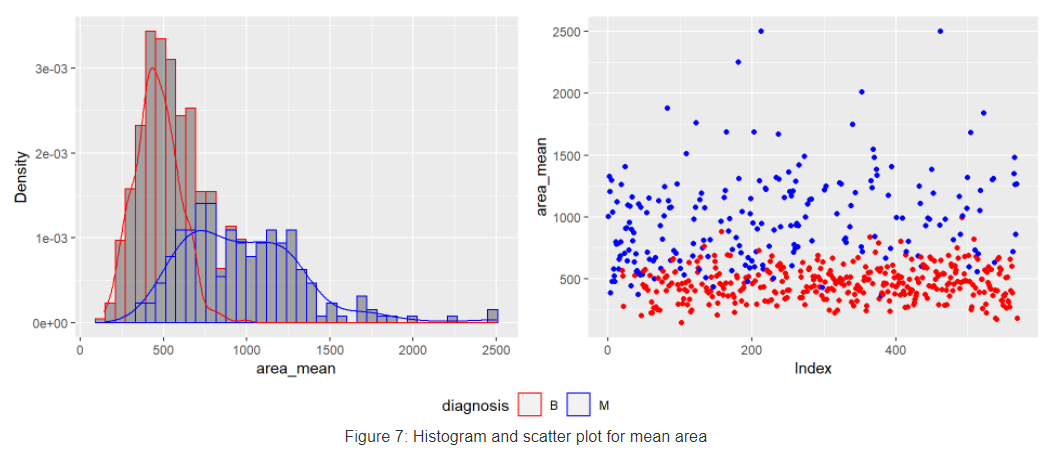 Density
3e-03
2e-03
1e-03
0e+00
0 500 1000 1500 2000 2500
area_mean
area_mean
2500
2000
1500
1000
500
0 200 400
Index
diagnosis B M
Figure 7: Histogram and scatter plot for mean area